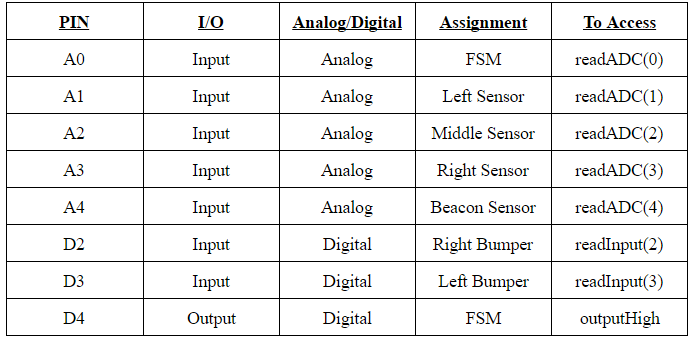 PIN I/O Analog/Digital Assignment To Access
A0 Input Analog FSM readADC(0)
A1 Input Analog Left Sensor readADC(1)
A2 Input Analog Middle Sensor readADC(2)
A3 Input Analog Right Sensor readADC(3)
A4 Input Analog Beacon Sensor readADC(4)
D2 Input Digital Right Bumper readInput(2)
D3 Input Digital Left Bumper readInput(3)
D4 Output Digital FSM outputHigh